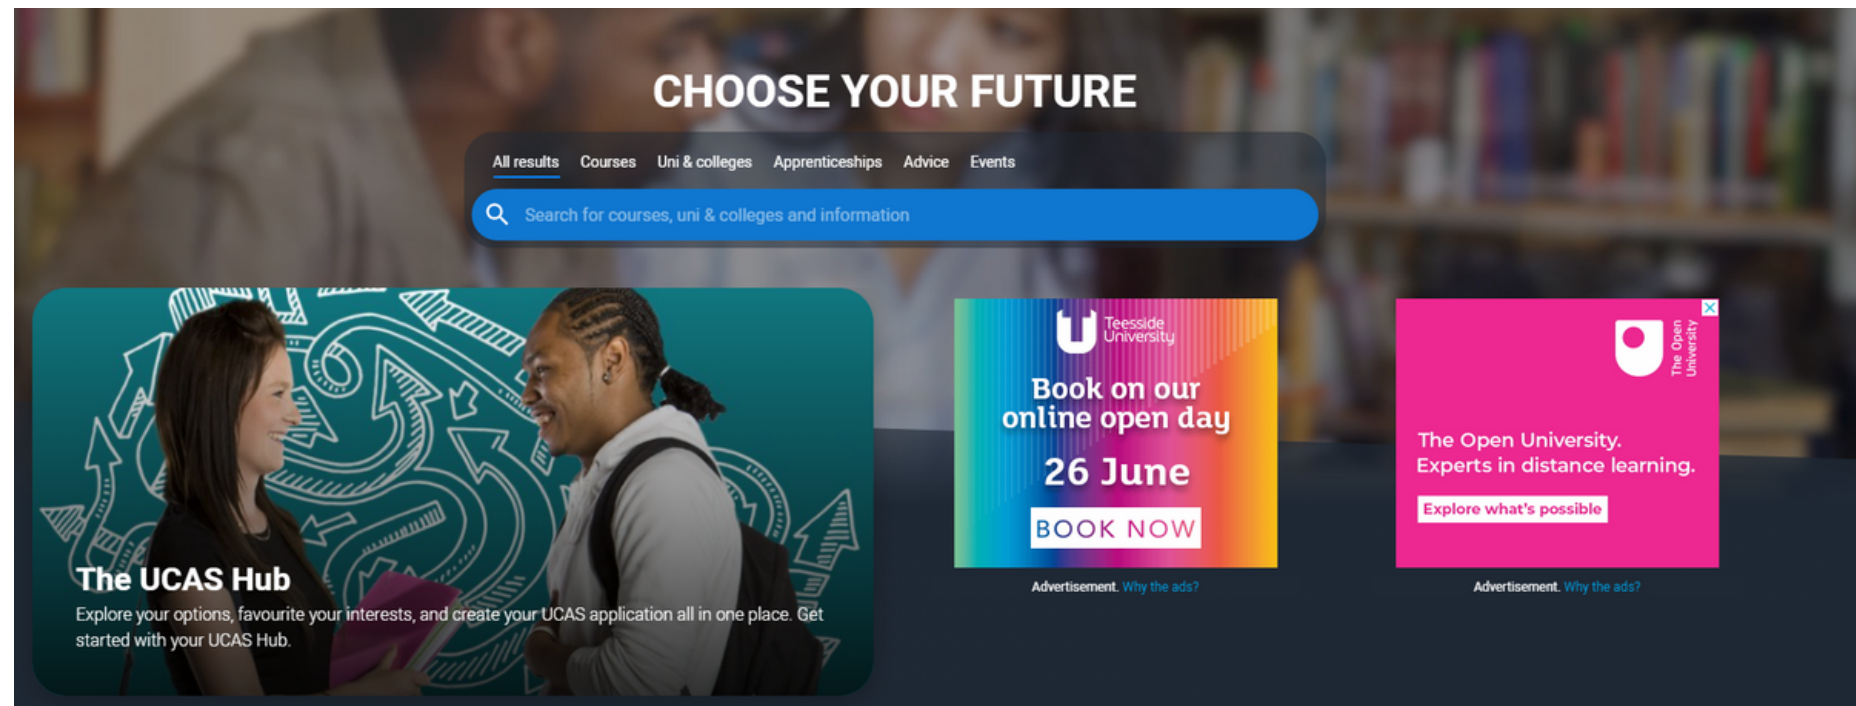 CHOOSE YOUR FUTURE
All results Courses Uni & colleges Apprenticeships Advice Events
Search for courses, uni & colleges and information
The UCAS Hub
Explore your options, favourite your interests, and create your UCAS application all in one place. Get
started with your UCAS Hub.
Teesside
University
Book on our
online open day
26 June
BOOK NOW
Advertisement. Why the ads?
The Open
University
The Open University.
Experts in distance learning.
Explore what's possible
Advertisement. Why the ads?